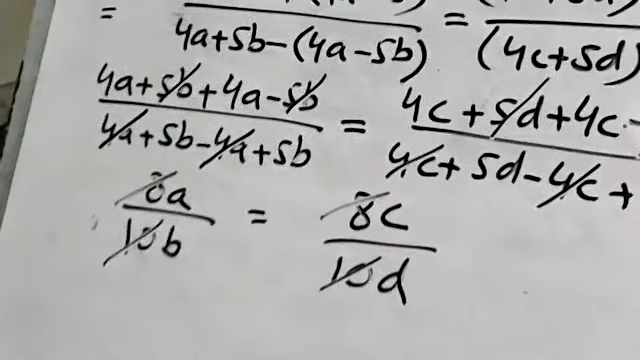 = 4a+5b-(4a-5b) = (4c+5d)
4a+5b+4a-5b / 4a+5b-4a+5b = 4c+5d+4c- / 4c+5d-4c+
8a / 10b = 8c / 10d